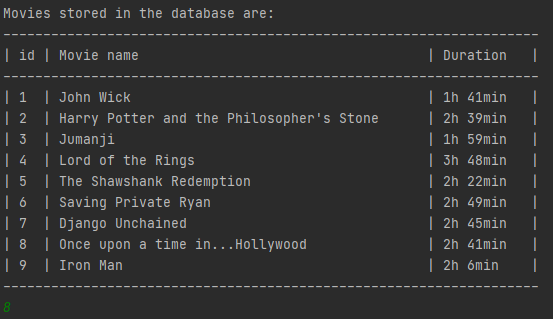 Movies stored in the database are:
-------------------------------------------------------------------
| id | Movie name                                    | Duration   |
-------------------------------------------------------------------
| 1  | John Wick                                     | 1h 41min   |
| 2  | Harry Potter and the Philosopher's Stone      | 2h 39min   |
| 3  | Jumanji                                       | 1h 59min   |
| 4  | Lord of the Rings                             | 3h 48min   |
| 5  | The Shawshank Redemption                      | 2h 22min   |
| 6  | Saving Private Ryan                           | 2h 49min   |
| 7  | Django Unchained                              | 2h 45min   |
| 8  | Once upon a time in...Hollywood               | 2h 41min   |
| 9  | Iron Man                                      | 2h 6min    |
-------------------------------------------------------------------
8